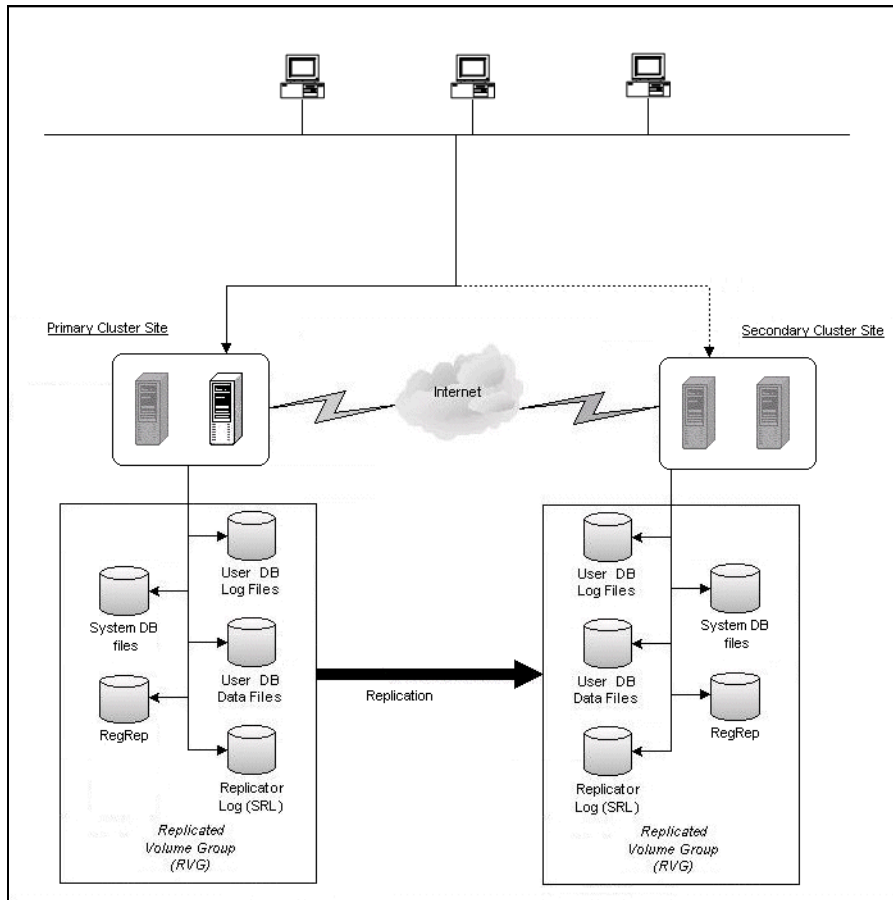 Primary Cluster Site
Secondary Cluster Site
Internet
User DB
Log Files
System DB
files
User DB
Data Files
RegRep
Replicator
Log (SRL)
Replicated
Volume Group
(RVG)
Replication
User DB
Log Files
System DB
files
User DB
Data Files
RegRep
Replicator
Log (SRL)
Replicated
Volume Group
(RVG)